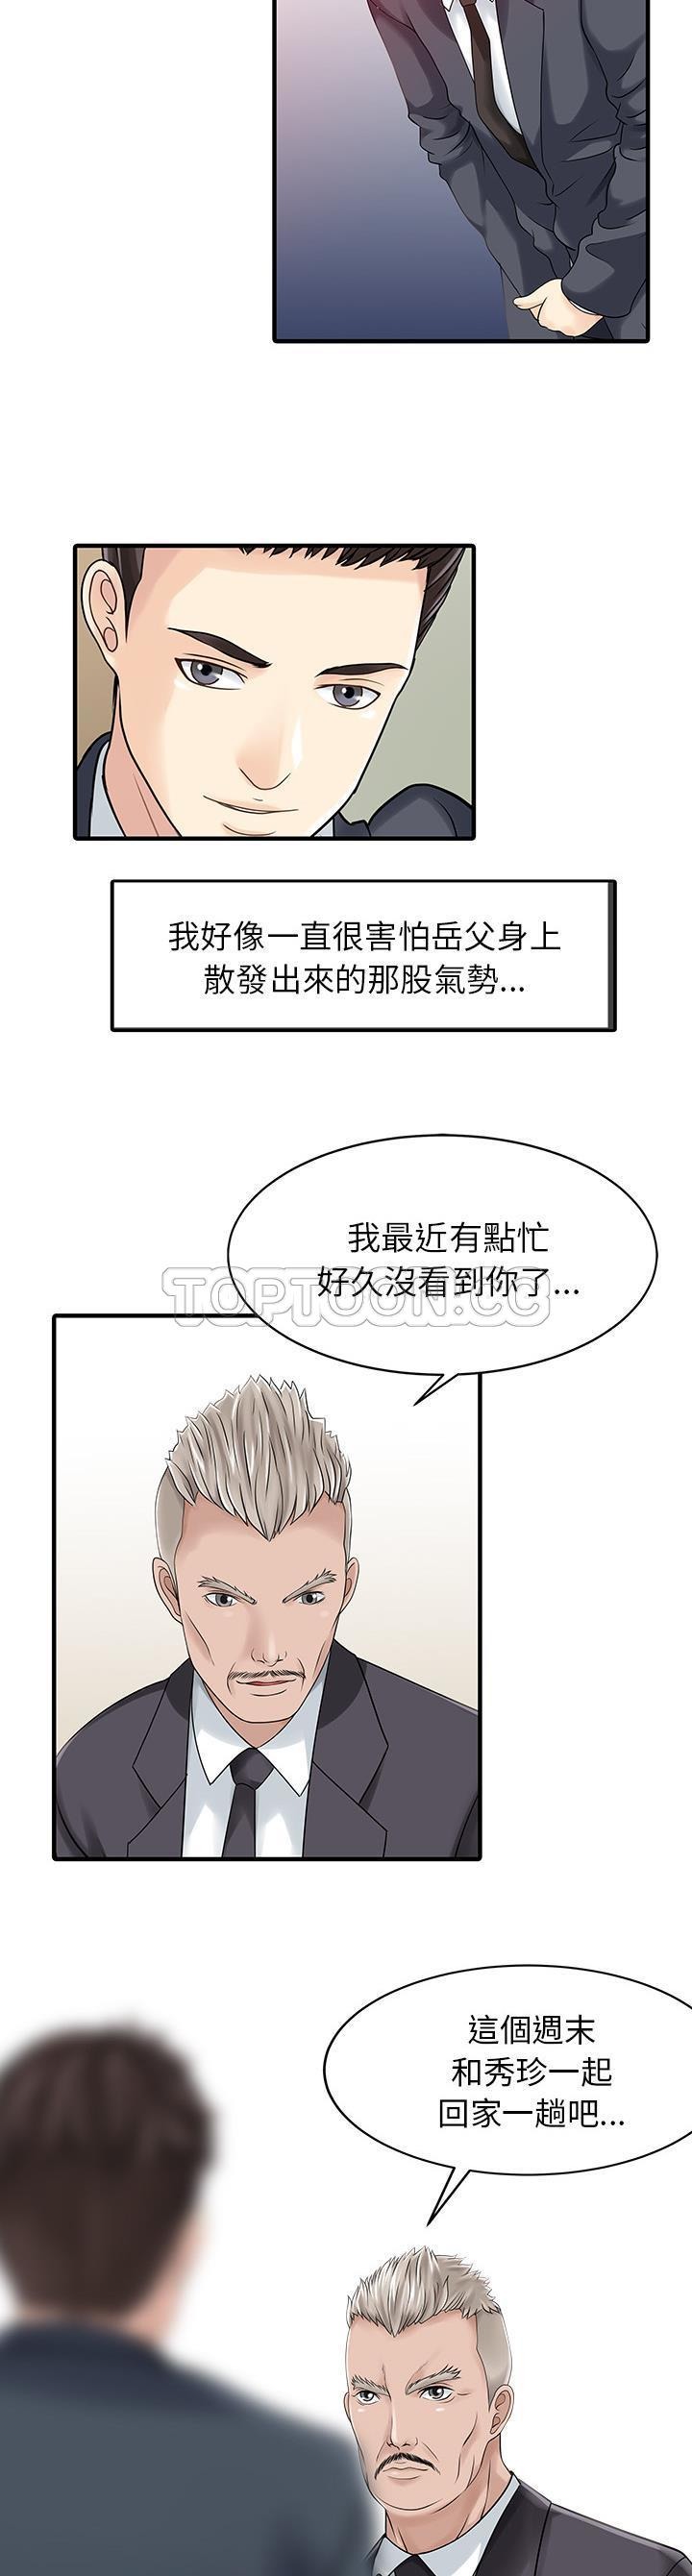 我好像一直很害怕岳父身上
散發出來的那股氣勢...
我最近有點忙
好久沒看到你了...
TOPTOON.CC
這個週末
和秀珍一起
回家一趟吧...